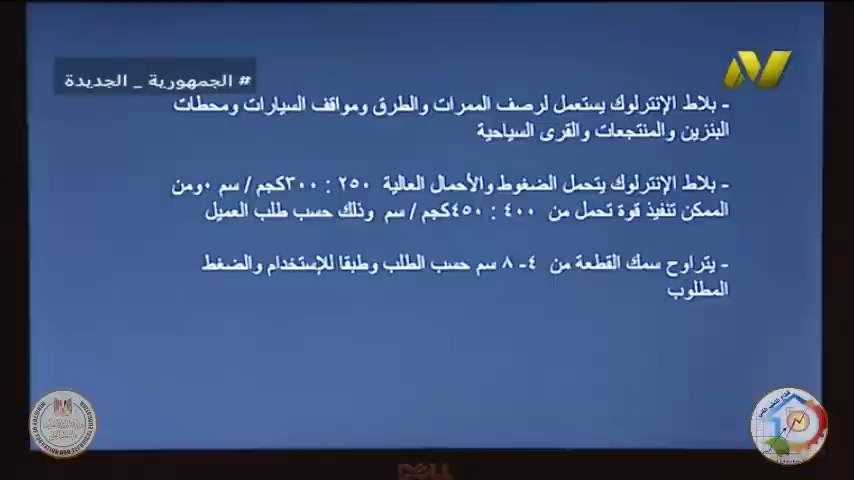 # الجمهورية _ الجديدة
- بلاط الإنترلوك يستعمل لرصف الممرات والطرق ومواقف السيارات ومحطات
البنزين والمنتجعات والقرى السياحية
- بلاط الإنترلوك يتحمل الضغوط والأحمال العالية ٢٥٠ : ٣٠٠كجم / سم ٠ومن
الممكن تنفيذ قوة تحمل من ٤٠٠ : ٤٥٠كجم / سم وذلك حسب طلب العميل
- يتراوح سمك القطعة من ٤- ٨ سم حسب الطلب وطبقا للإستخدام والضغط
المطلوب
DELL